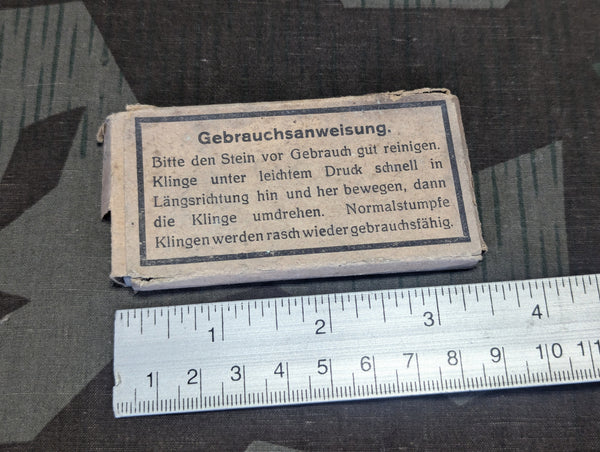 Gebrauchsanweisung.
Bitte den Stein vor Gebrauch gut reinigen.
Klinge unter leichtem Druck schnell in
Längsrichtung hin und her bewegen, dann
die Klinge umdrehen. Normalstumpfe
Klingen werden rasch wieder gebrauchsfähig.
1 2 3 4
1 2 3 4 5 6 7 8 9 10 1